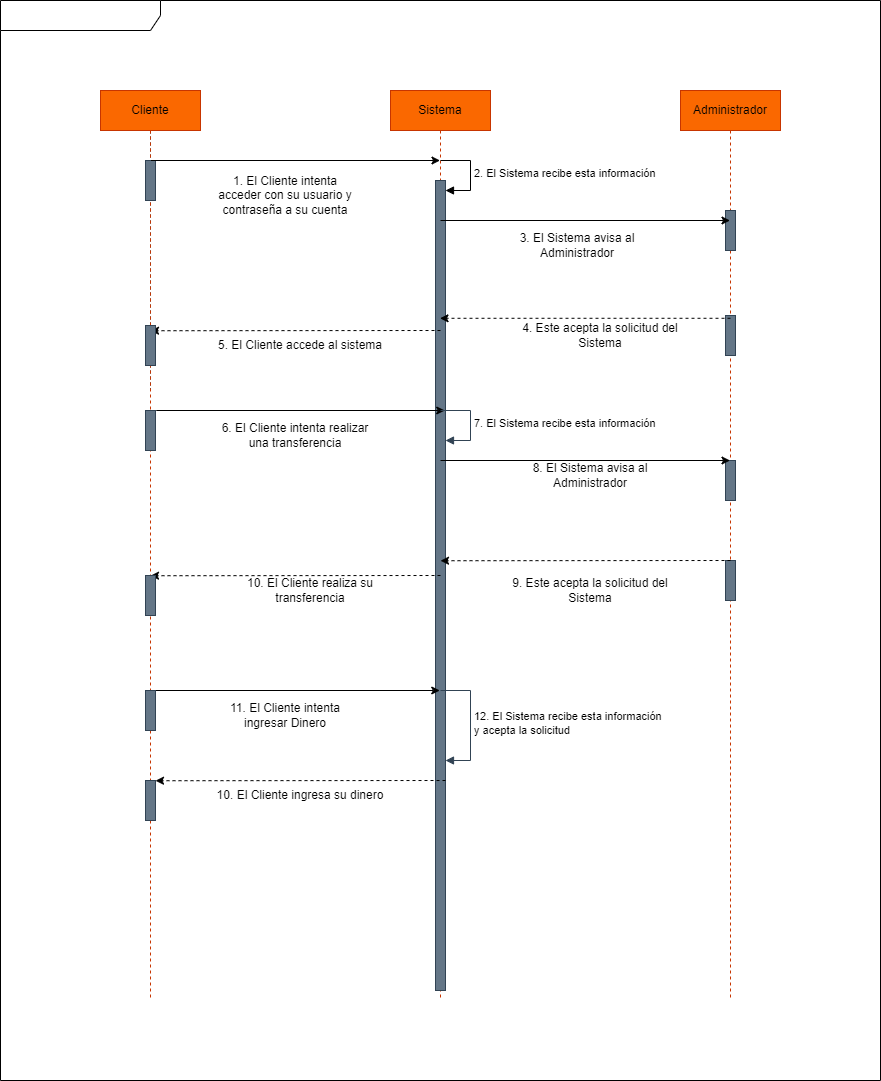 Cliente
Sistema
Administrador
1. El Cliente intenta
acceder con su usuario y
contraseña a su cuenta
2. El Sistema recibe esta información
3. El Sistema avisa al
Administrador
4. Este acepta la solicitud del
Sistema
5. El Cliente accede al sistema
6. El Cliente intenta realizar
una transferencia
7. El Sistema recibe esta información
8. El Sistema avisa al
Administrador
9. Este acepta la solicitud del
Sistema
10. El Cliente realiza su
transferencia
11. El Cliente intenta
ingresar Dinero
12. El Sistema recibe esta información
y acepta la solicitud
10. El Cliente ingresa su dinero